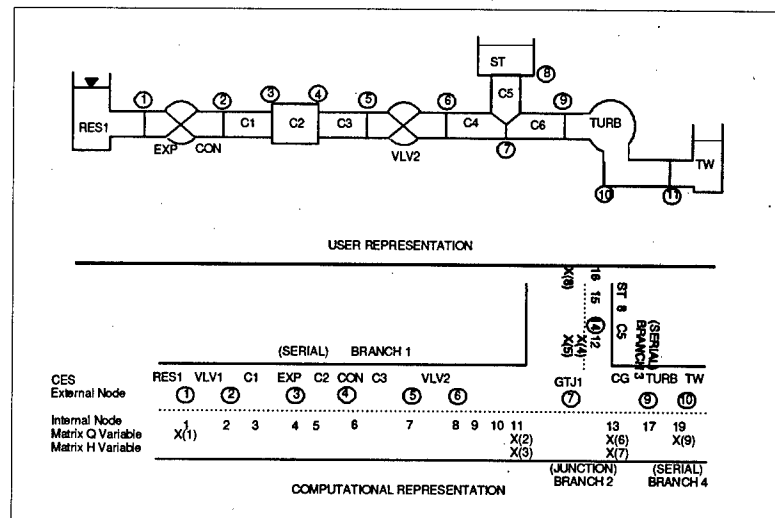 ST
8
1
2
3
4
5
6
C5
9
RES1
C1
C2
C3
C4
C6
TURB
TW
EXP
CON
VLV2
7
10
11
USER REPRESENTATION
X(8)
16
15
14
12
X(5)
X(4)
ST 8 C5
(SERIAL)
BRANCH 3
(SERIAL) BRANCH 1
CES RES1 VLV1 C1 EXP C2 CON C3 VLV2 GTJ1 CG TURB TW
External Node 1 2 3 4 5 6 7 9 10
Internal Node 1 2 3 4 5 6 7 8 9 10 11 13 17 19
Matrix Q Variable X(1) X(2) X(6) X(9)
Matrix H Variable X(3) X(7)
(JUNCTION) (SERIAL)
BRANCH 2 BRANCH 4
COMPUTATIONAL REPRESENTATION